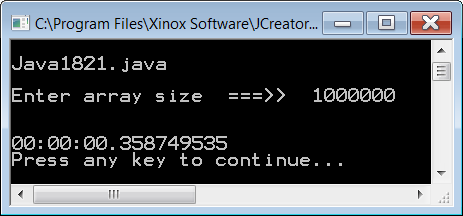 C:\Program Files\Xinox Software\JCreator...
Java1821.java
Enter array size  ===>>  1000000
00:00:00.358749535
Press any key to continue...